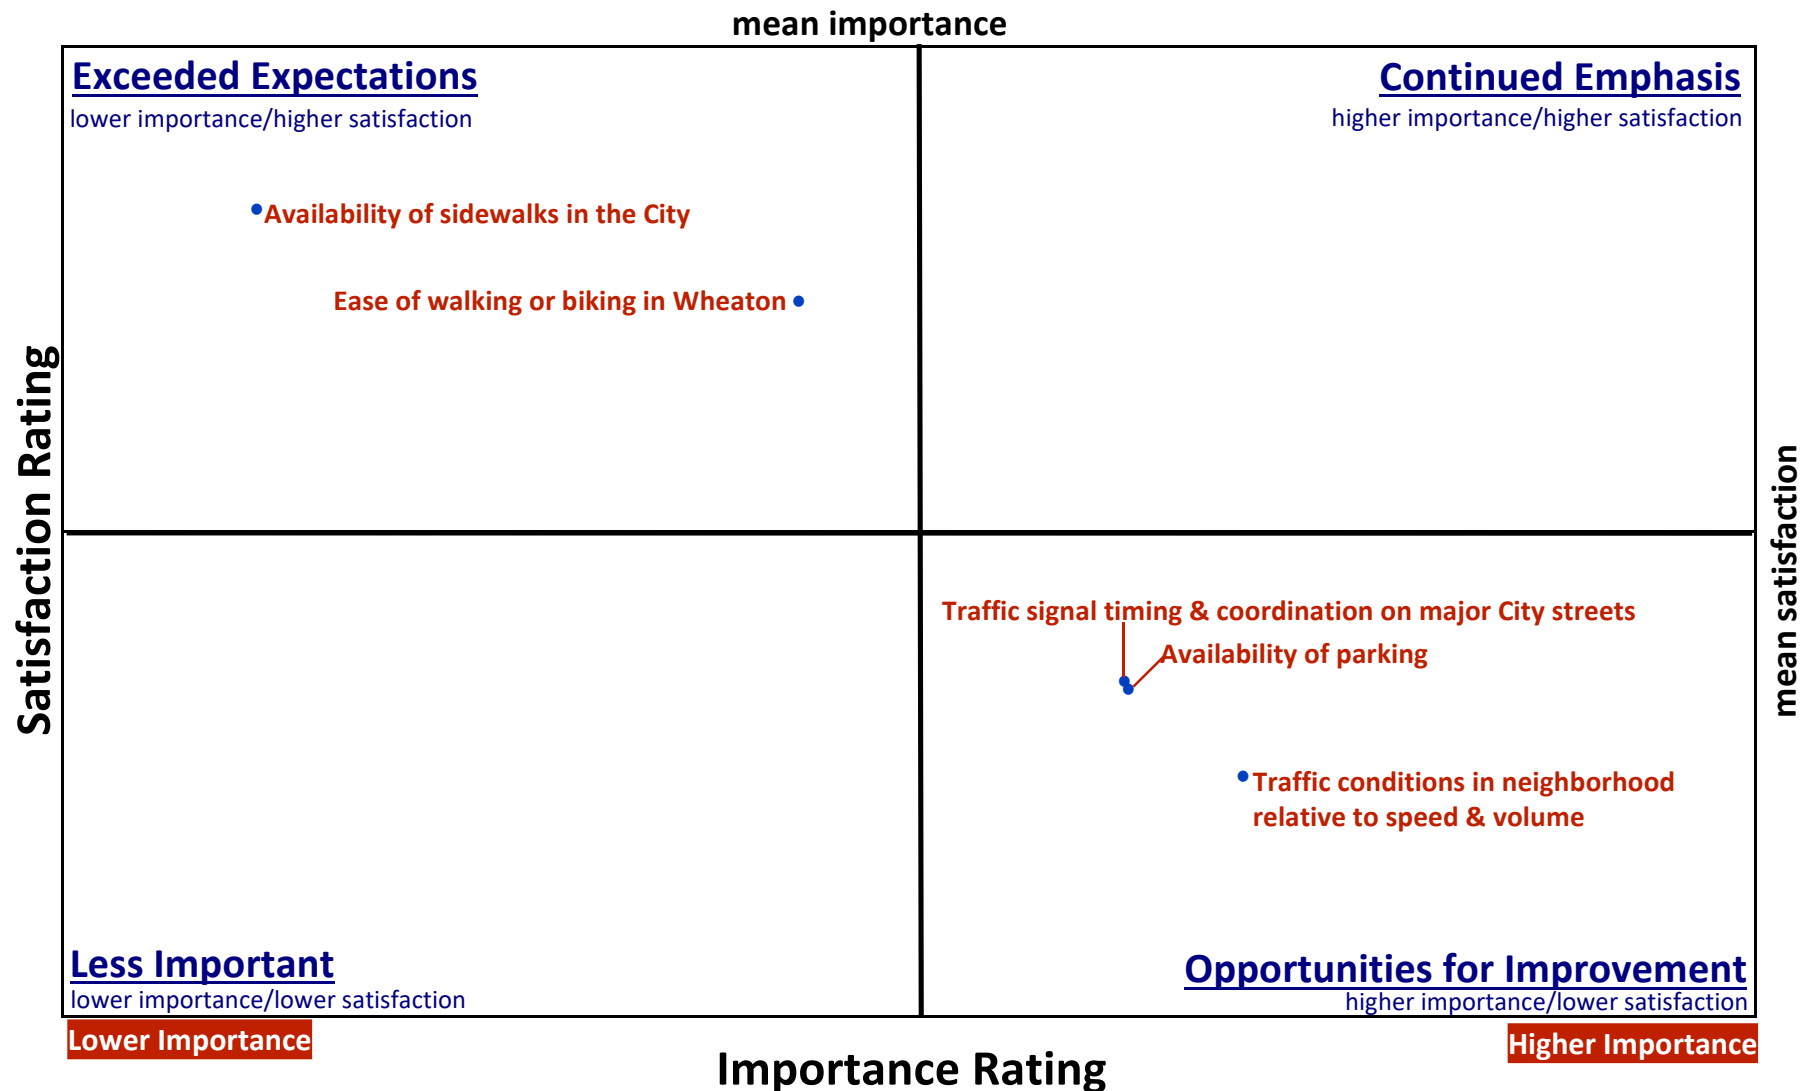 mean importance
Exceeded Expectations
lower importance/higher satisfaction
Continued Emphasis
higher importance/higher satisfaction
Availability of sidewalks in the City
Ease of walking or biking in Wheaton
Satisfaction Rating
mean satisfaction
Traffic signal timing & coordination on major City streets
Availability of parking
Traffic conditions in neighborhood
relative to speed & volume
Less Important
lower importance/lower satisfaction
Opportunities for Improvement
higher importance/lower satisfaction
Lower Importance
Higher Importance
Importance Rating